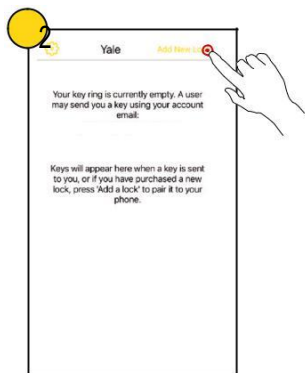 2
Yale
Add New
Your key ring is currently empty. A user
may send you a key using your account
email:
Keys will appear here when a key is sent
to you, or if you have purchased a new
lock, press 'Add a lock' to pair it to your
phone.